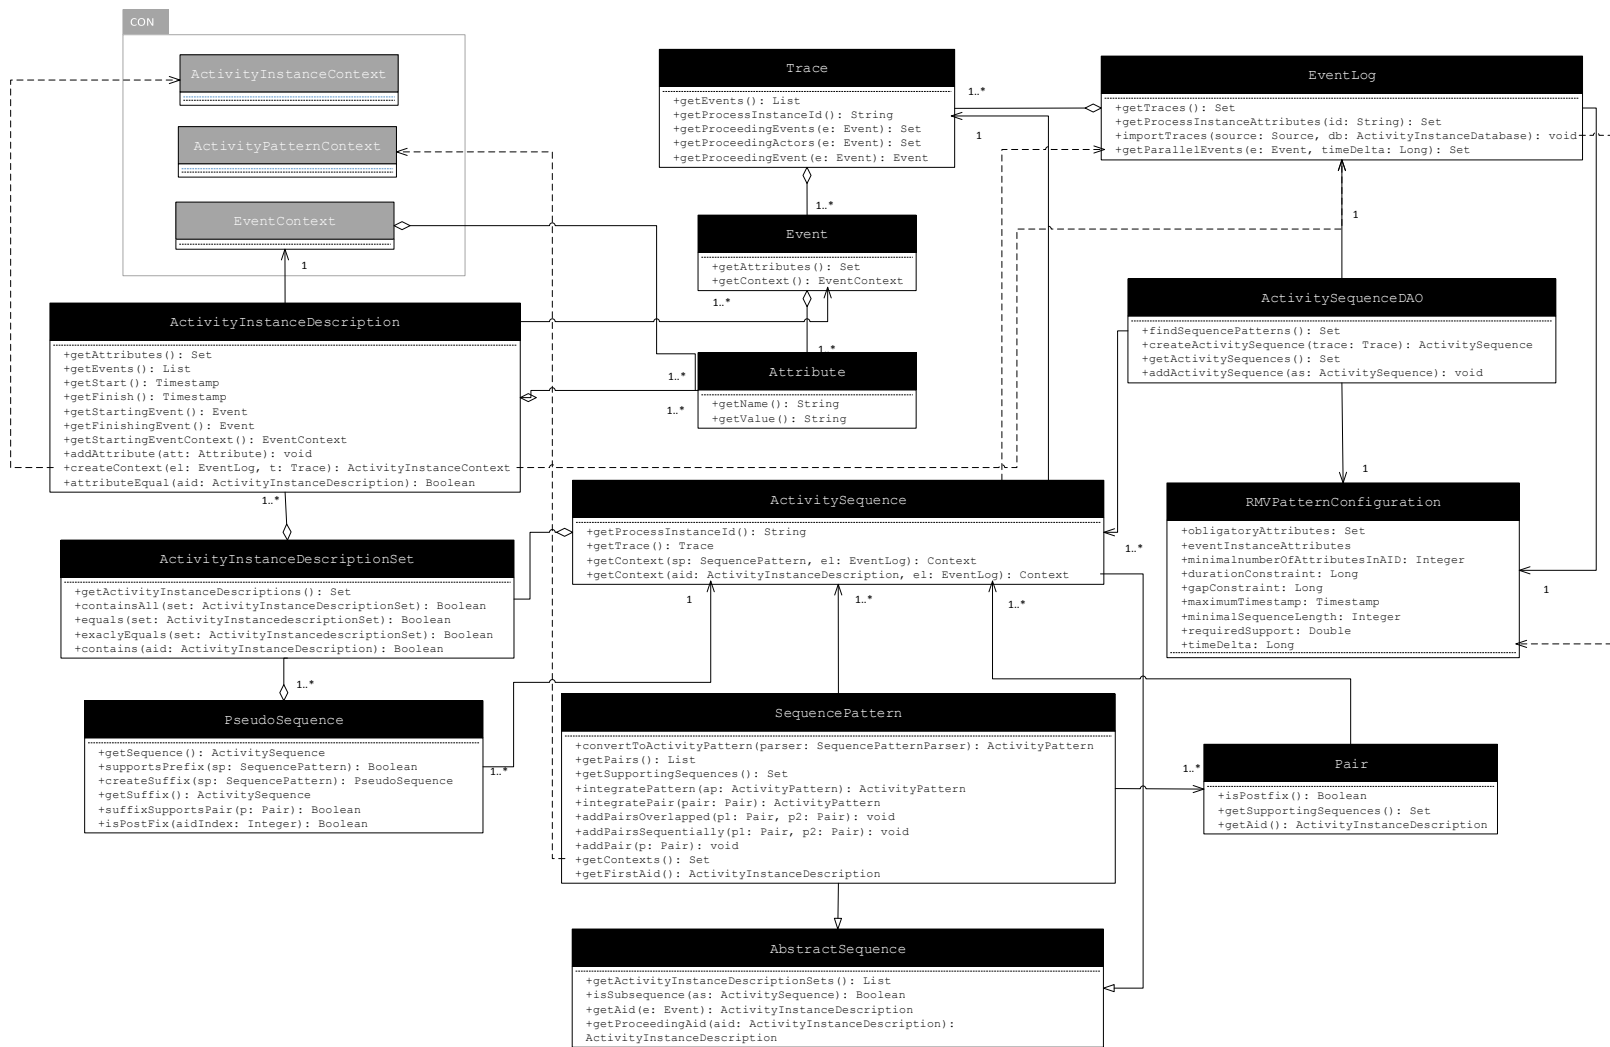 CON
ActivityInstanceContext
ActivityPatternContext
EventContext
1
Trace
+getEvents(): List
+getProcessInstanceId(): String
+getProceedingEvents(e: Event): Set
+getProceedingActors(e: Event): Set
+getProceedingEvent(e: Event): Event
1..*
1
1..*
EventLog
+getTraces(): Set
+getProcessInstanceAttributes(id: String): Set
+importTraces(source: Source, db: ActivityInstanceDatabase): void
+getParallelEvents(e: Event, timeDelta: Long): Set
1
Event
+getAttributes(): Set
+getContext(): EventContext
1..*
1..*
ActivitySequenceDAO
+findSequencePatterns(): Set
+createActivitySequence(trace: Trace): ActivitySequence
+getActivitySequences(): Set
+addActivitySequence(as: ActivitySequence): void
ActivityInstanceDescription
+getAttributes(): Set
+getEvents(): List
+getStart(): Timestamp
+getFinish(): Timestamp
+getStartingEvent(): Event
+getFinishingEvent(): Event
+getStartingEventContext(): EventContext
+addAttribute(att: Attribute): void
+createContext(el: EventLog, t: Trace): ActivityInstanceContext
+attributeEqual(aid: ActivityInstanceDescription): Boolean
1..*
1..*
1..*
Attribute
+getName(): String
+getValue(): String
ActivitySequence
+getProcessInstanceId(): String
+getTrace(): Trace
+getContext(sp: SequencePattern, el: EventLog): Context
+getContext(aid: ActivityInstanceDescription, el: EventLog): Context
1
1..*
1..*
1..*
1
RMVPatternConfiguration
+obligatoryAttributes: Set
+eventInstanceAttributes
+minimalnumberOfAttributesInAID: Integer
+durationConstraint: Long
+gapConstraint: Long
+maximumTimestamp: Timestamp
+minimalSequenceLength: Integer
+requiredSupport: Double
+timeDelta: Long
1
ActivityInstanceDescriptionSet
+getActivityInstanceDescriptions(): Set
+containsAll(set: ActivityInstanceDescriptionSet): Boolean
+equals(set: ActivityInstancedescriptionSet): Boolean
+exaclyEquals(set: ActivityInstancedescriptionSet): Boolean
+contains(aid: ActivityInstanceDescription): Boolean
1..*
PseudoSequence
+getSequence(): ActivitySequence
+supportsPrefix(sp: SequencePattern): Boolean
+createSuffix(sp: SequencePattern): PseudoSequence
+getSuffix(): ActivitySequence
+suffixSupportsPair(p: Pair): Boolean
+isPostFix(aidIndex: Integer): Boolean
1..*
SequencePattern
+convertToActivityPattern(parser: SequencePatternParser): ActivityPattern
+getPairs(): List
+getSupportingSequences(): Set
+integratePattern(ap: ActivityPattern): ActivityPattern
+integratePair(pair: Pair): ActivityPattern
+addPairsOverlapped(p1: Pair, p2: Pair): void
+addPairsSequentially(p1: Pair, p2: Pair): void
+addPair(p: Pair): void
+getContexts(): Set
+getFirstAid(): ActivityInstanceDescription
1..*
Pair
+isPostfix(): Boolean
+getSupportingSequences(): Set
+getAid(): ActivityInstanceDescription
AbstractSequence
+getActivityInstanceDescriptionSets(): List
+isSubsequence(as: ActivitySequence): Boolean
+getAid(e: Event): ActivityInstanceDescription
+getProceedingAid(aid: ActivityInstanceDescription):
ActivityInstanceDescription